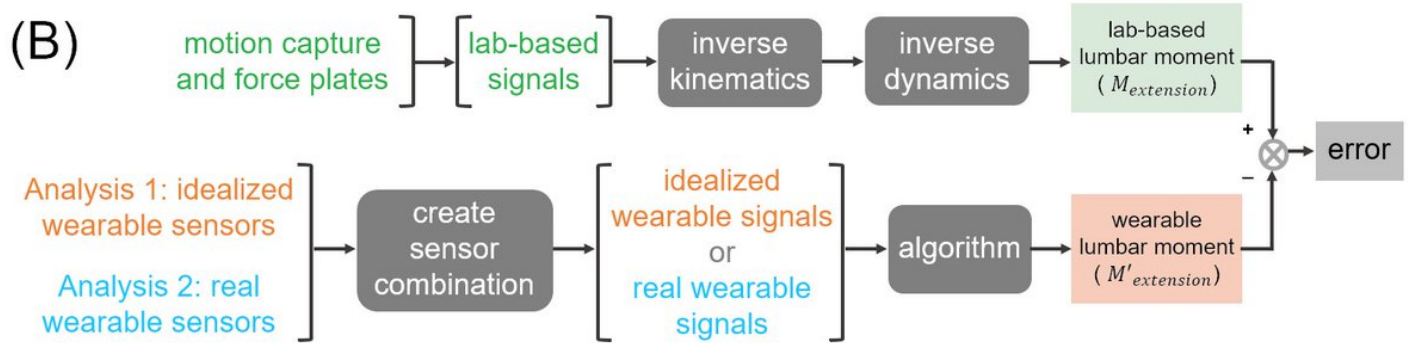 (B)
motion capture
and force plates
lab-based
signals
inverse
kinematics
inverse
dynamics
lab-based
lumbar moment
( M_extension)
+
−
error
Analysis 1: idealized
wearable sensors
Analysis 2: real
wearable sensors
create
sensor
combination
idealized
wearable signals
or
real wearable
signals
algorithm
wearable
lumbar moment
( M'_extension)